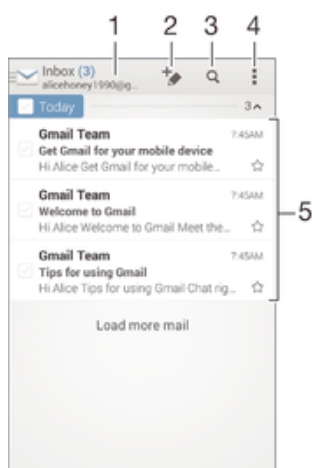 1 2 3 4
Inbox (3)
alicehoney1990@g...
Today 3
Gmail Team 7:45AM
Get Gmail for your mobile device
Hi Alice Get Gmail for your mobile...
Gmail Team 7:45AM
Welcome to Gmail
Hi Alice Welcome to Gmail Meet the...
5
Gmail Team 7:45AM
Tips for using Gmail
Hi Alice Tips for using Gmail Chat rig...
Load more mail